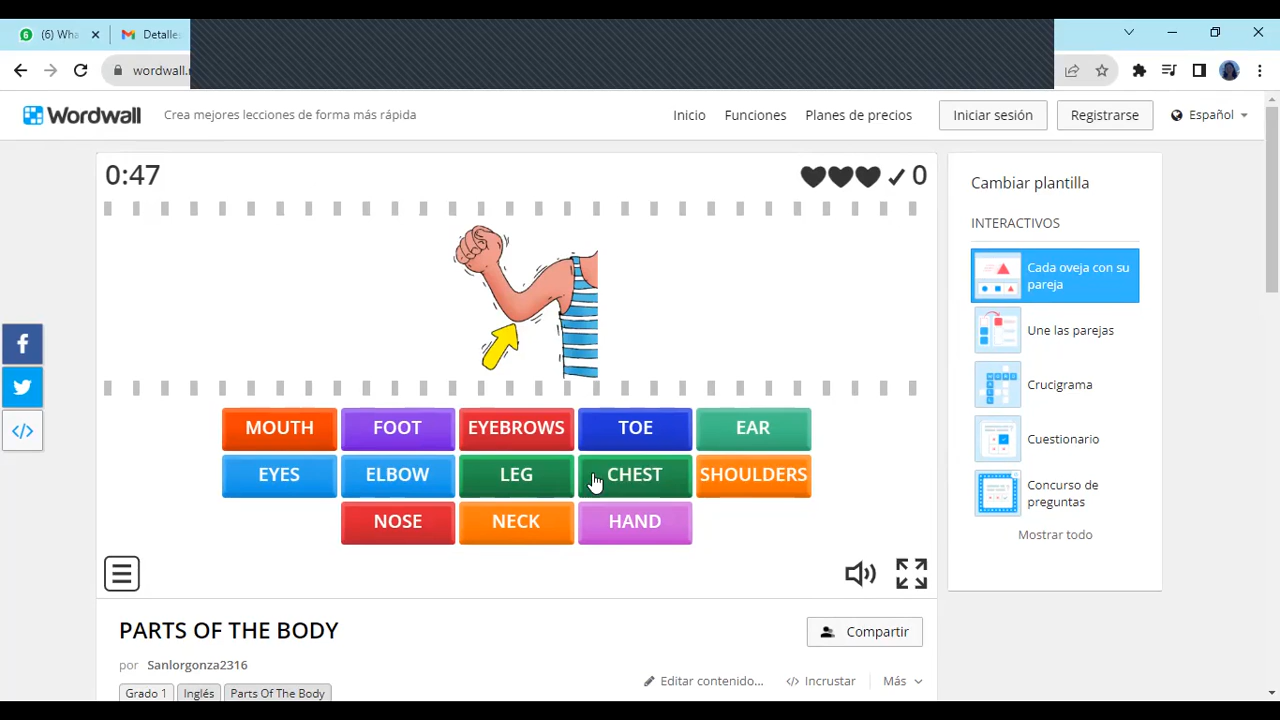 (6) Wha
Detalles
wordwall.
Wordwall
Crea mejores lecciones de forma más rápida
Inicio
Funciones
Planes de precios
Iniciar sesión
Registrarse
Español
0:47
0
MOUTH
FOOT
EYEBROWS
TOE
EAR
EYES
ELBOW
LEG
CHEST
SHOULDERS
NOSE
NECK
HAND
Cambiar plantilla
INTERACTIVOS
Cada oveja con su
pareja
Une las parejas
Crucigrama
Cuestionario
Concurso de
preguntas
Mostrar todo
PARTS OF THE BODY
Compartir
por Sanlorgonza2316
Editar contenido...
Incrustar
Más
Grado 1
Inglés
Parts Of The Body